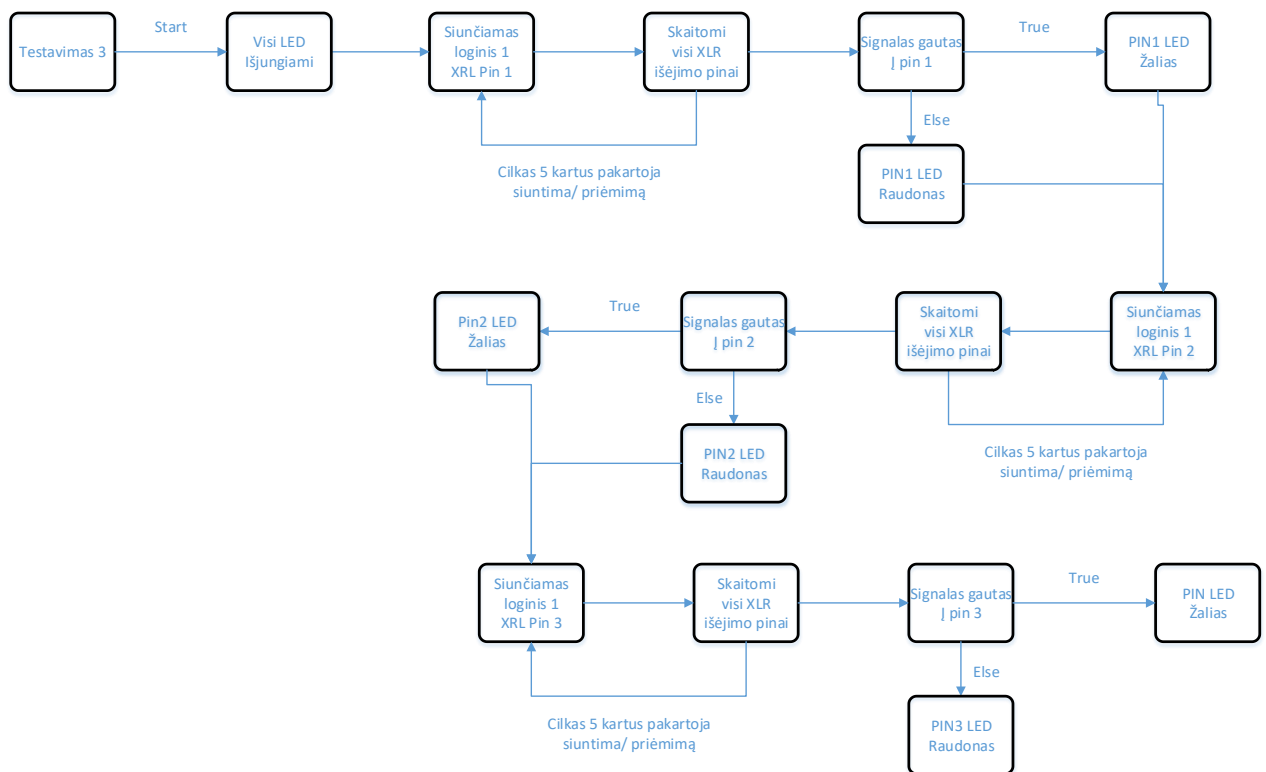 Testavimas 3
Start
Visi LED
Išjungiami
Siunčiamas
loginis 1
XRL Pin 1
Skaitomi
visi XLR
išėjimo pinai
Signalas gautas
Į pin 1
True
PIN1 LED
Žalias
Else
PIN1 LED
Raudonas
Cilkas 5 kartus pakartoja
siuntima/ priėmimą
Siunčiamas
loginis 1
XRL Pin 2
Skaitomi
visi XLR
išėjimo pinai
Signalas gautas
Į pin 2
True
Pin2 LED
Žalias
Else
PIN2 LED
Raudonas
Cilkas 5 kartus pakartoja
siuntima/ priėmimą
Siunčiamas
loginis 1
XRL Pin 3
Skaitomi
visi XLR
išėjimo pinai
Signalas gautas
Į pin 3
True
PIN LED
Žalias
Else
PIN3 LED
Raudonas
Cilkas 5 kartus pakartoja
siuntima/ priėmimą